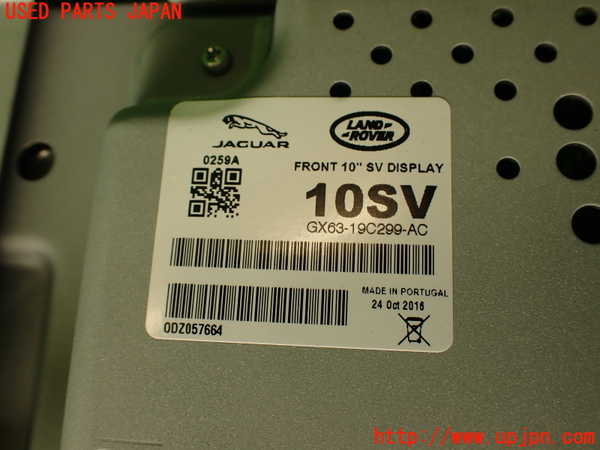 USED PARTS JAPAN
JAGUAR
LAND ROVER
0259A
FRONT 10" SV DISPLAY
10SV
GX63-19C299-AC
MADE IN PORTUGAL
24 Oct 2016
ODZ057664
http://www.upjpn.com/